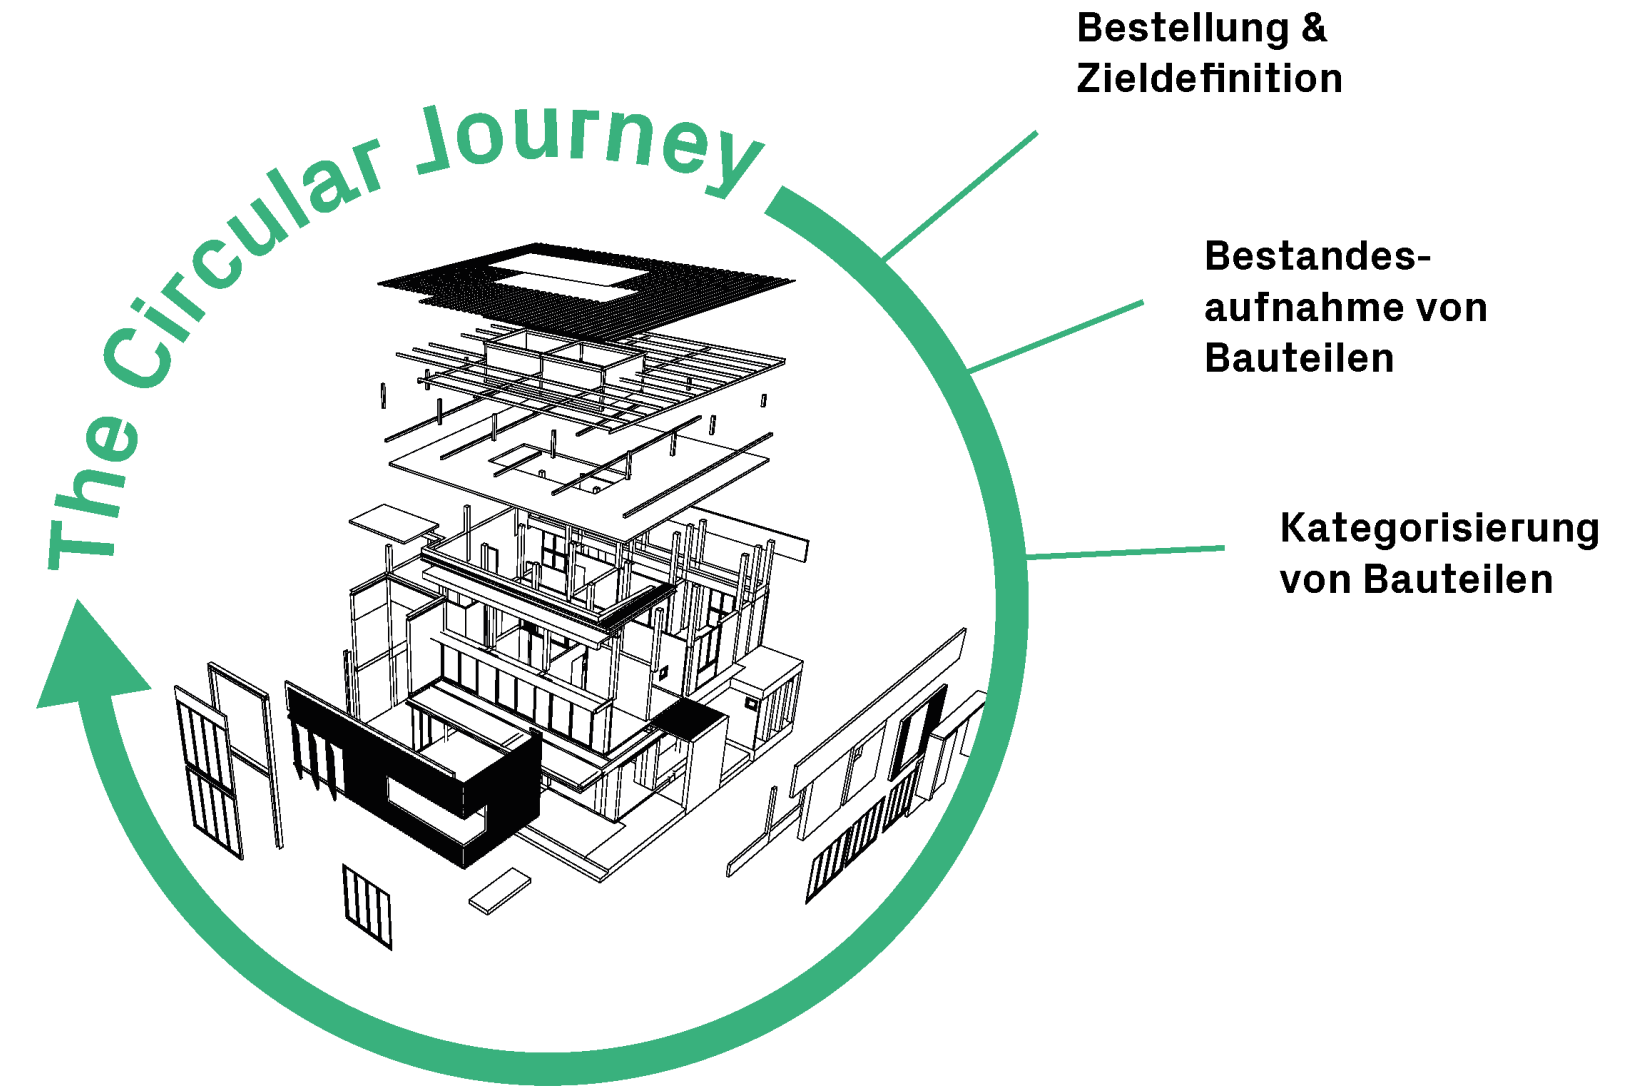 The Circular Journey
Bestellung &
Zieldefinition
Bestandes-
aufnahme von
Bauteilen
Kategorisierung
von Bauteilen